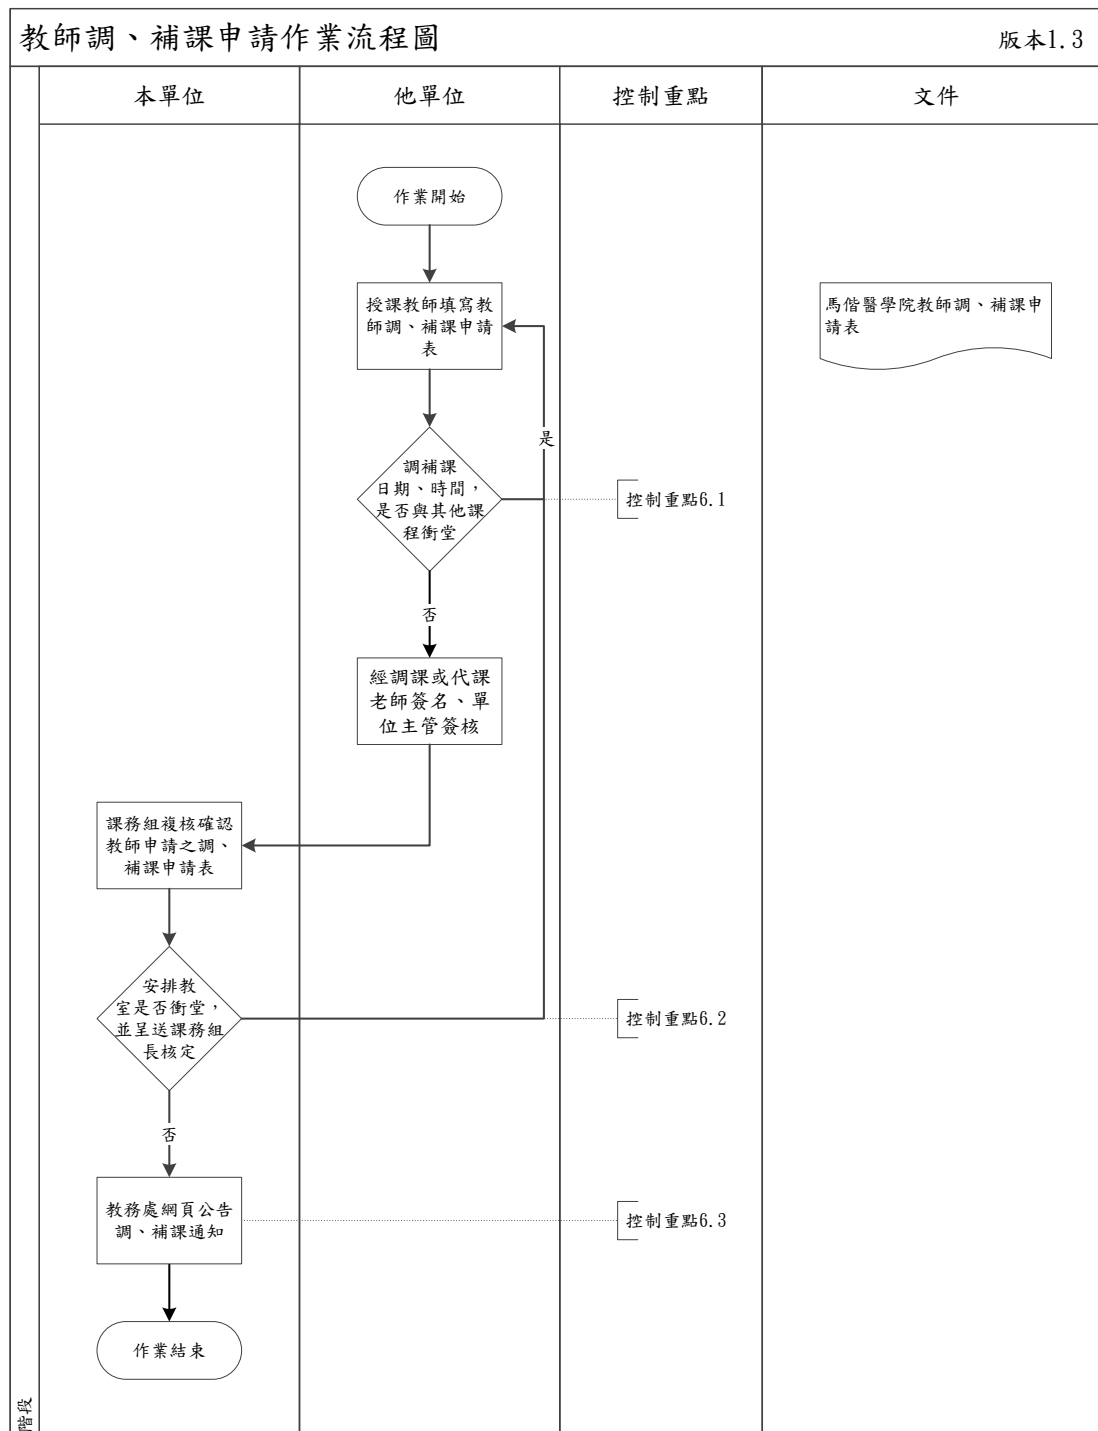 教師調、補課申請作業流程圖
版本1.3
本單位
他單位
控制重點
文件
作業開始
授課教師填寫教
師調、補課申請
表
馬偕醫學院教師調、補課申
請表
是
調補課
日期、時間，
是否與其他課
程衝堂
控制重點6.1
否
經調課或代課
老師簽名、單
位主管簽核
課務組複核確認
教師申請之調、
補課申請表
安排教
室是否衝堂，
並呈送課務組
長核定
控制重點6.2
否
教務處網頁公告
調、補課通知
控制重點6.3
作業結束
階段